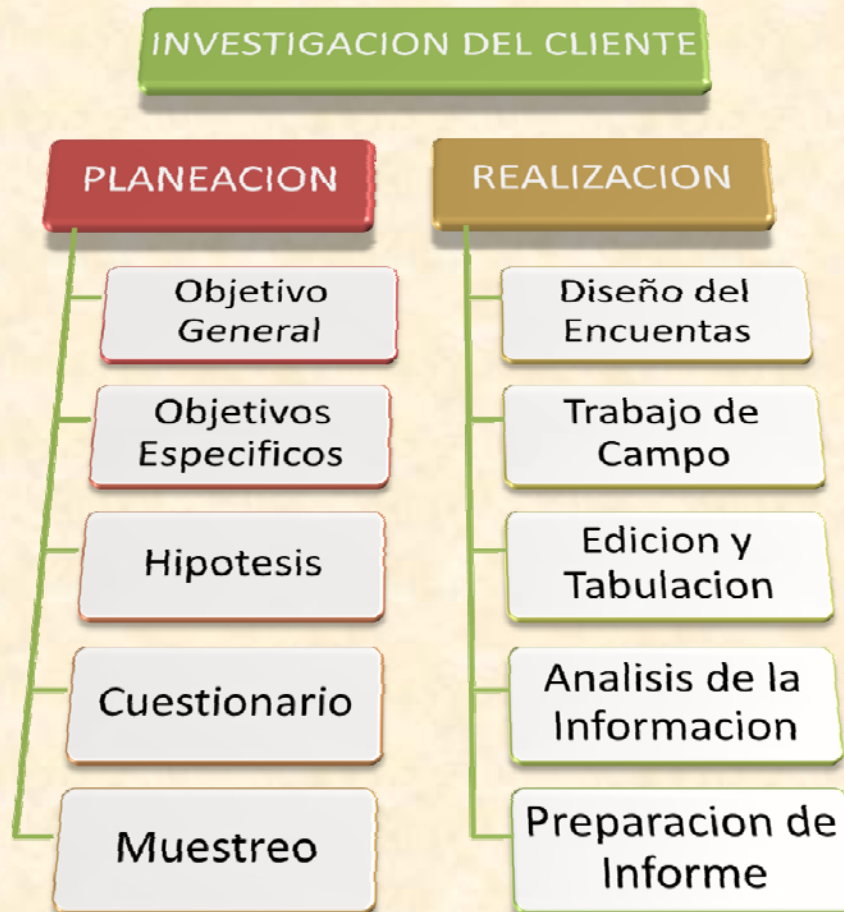 INVESTIGACION DEL CLIENTE
PLANEACION
Objetivo
General
Objetivos
Especificos
Hipotesis
Cuestionario
Muestreo
REALIZACION
Diseño del
Encuentas
Trabajo de
Campo
Edicion y
Tabulacion
Analisis de la
Informacion
Preparacion de
Informe